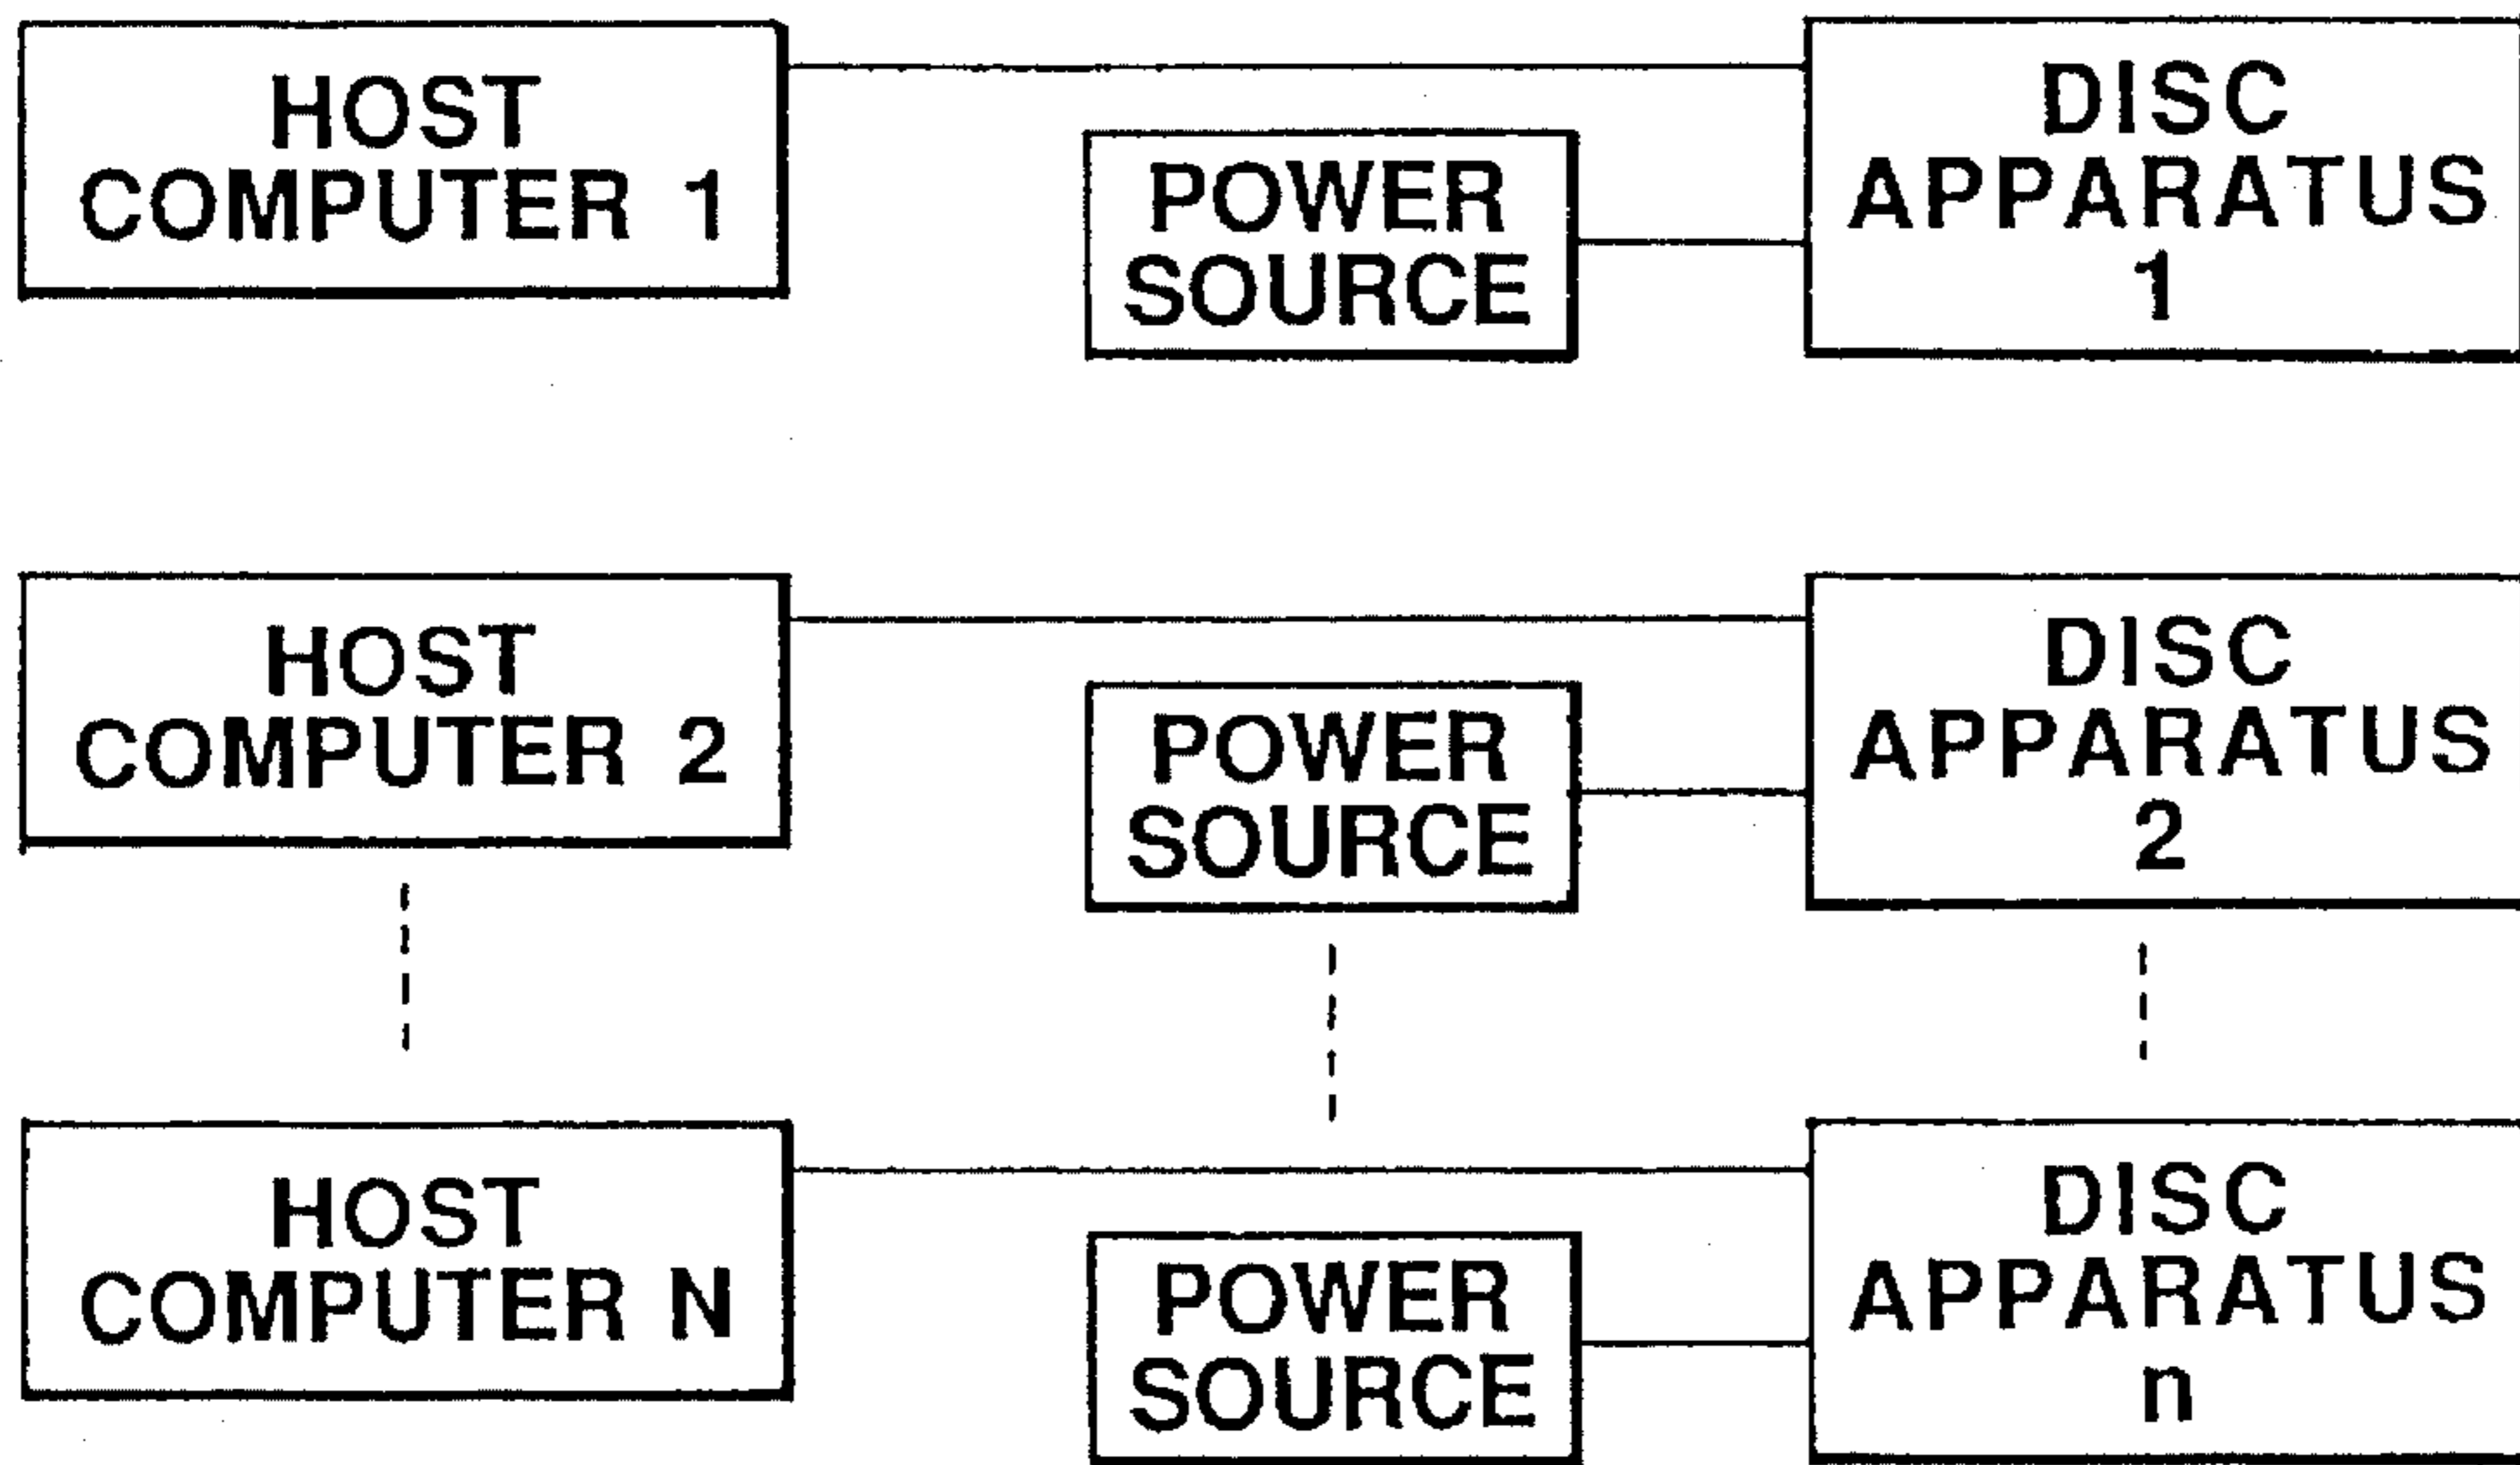 HOST
COMPUTER 1
POWER
SOURCE
DISC
APPARATUS
1
HOST
COMPUTER 2
POWER
SOURCE
DISC
APPARATUS
2
HOST
COMPUTER N
POWER
SOURCE
DISC
APPARATUS
n